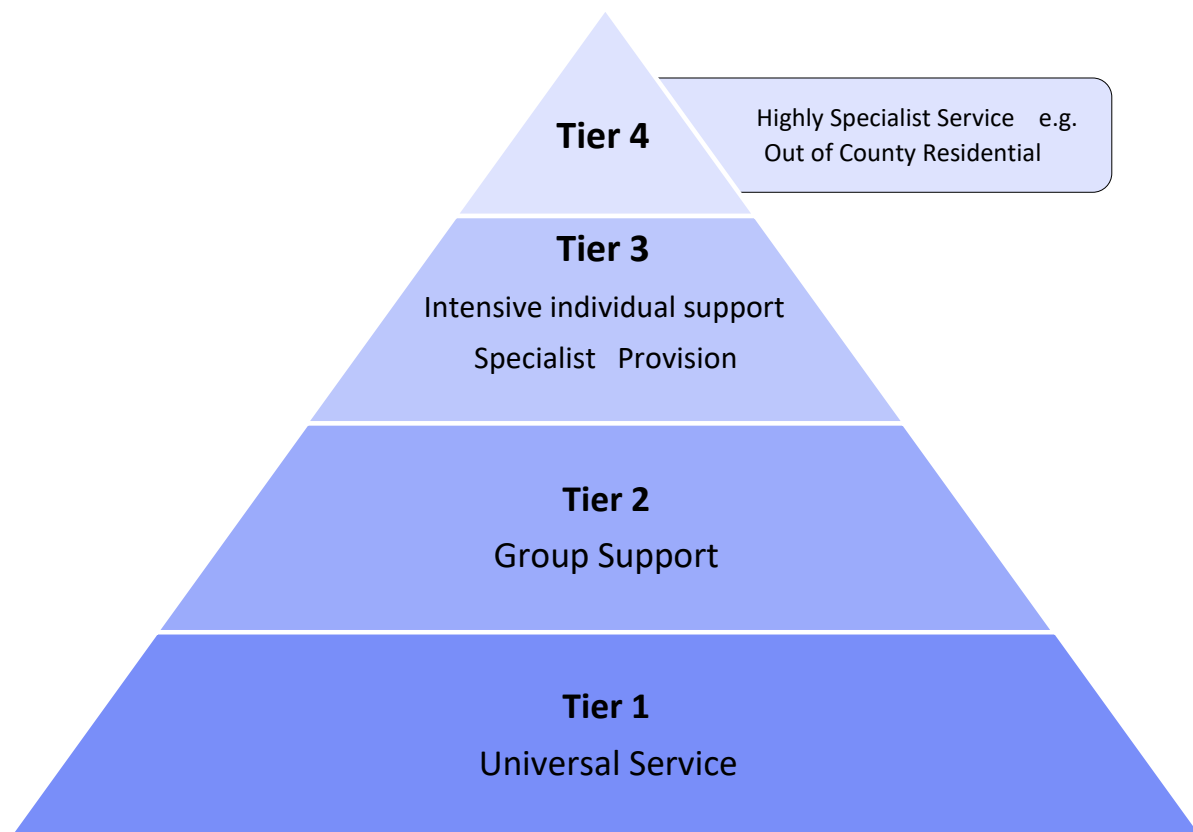 Tier 4
Highly Specialist Service e.g.
Out of County Residential
Tier 3
Intensive individual support
Specialist Provision
Tier 2
Group Support
Tier 1
Universal Service